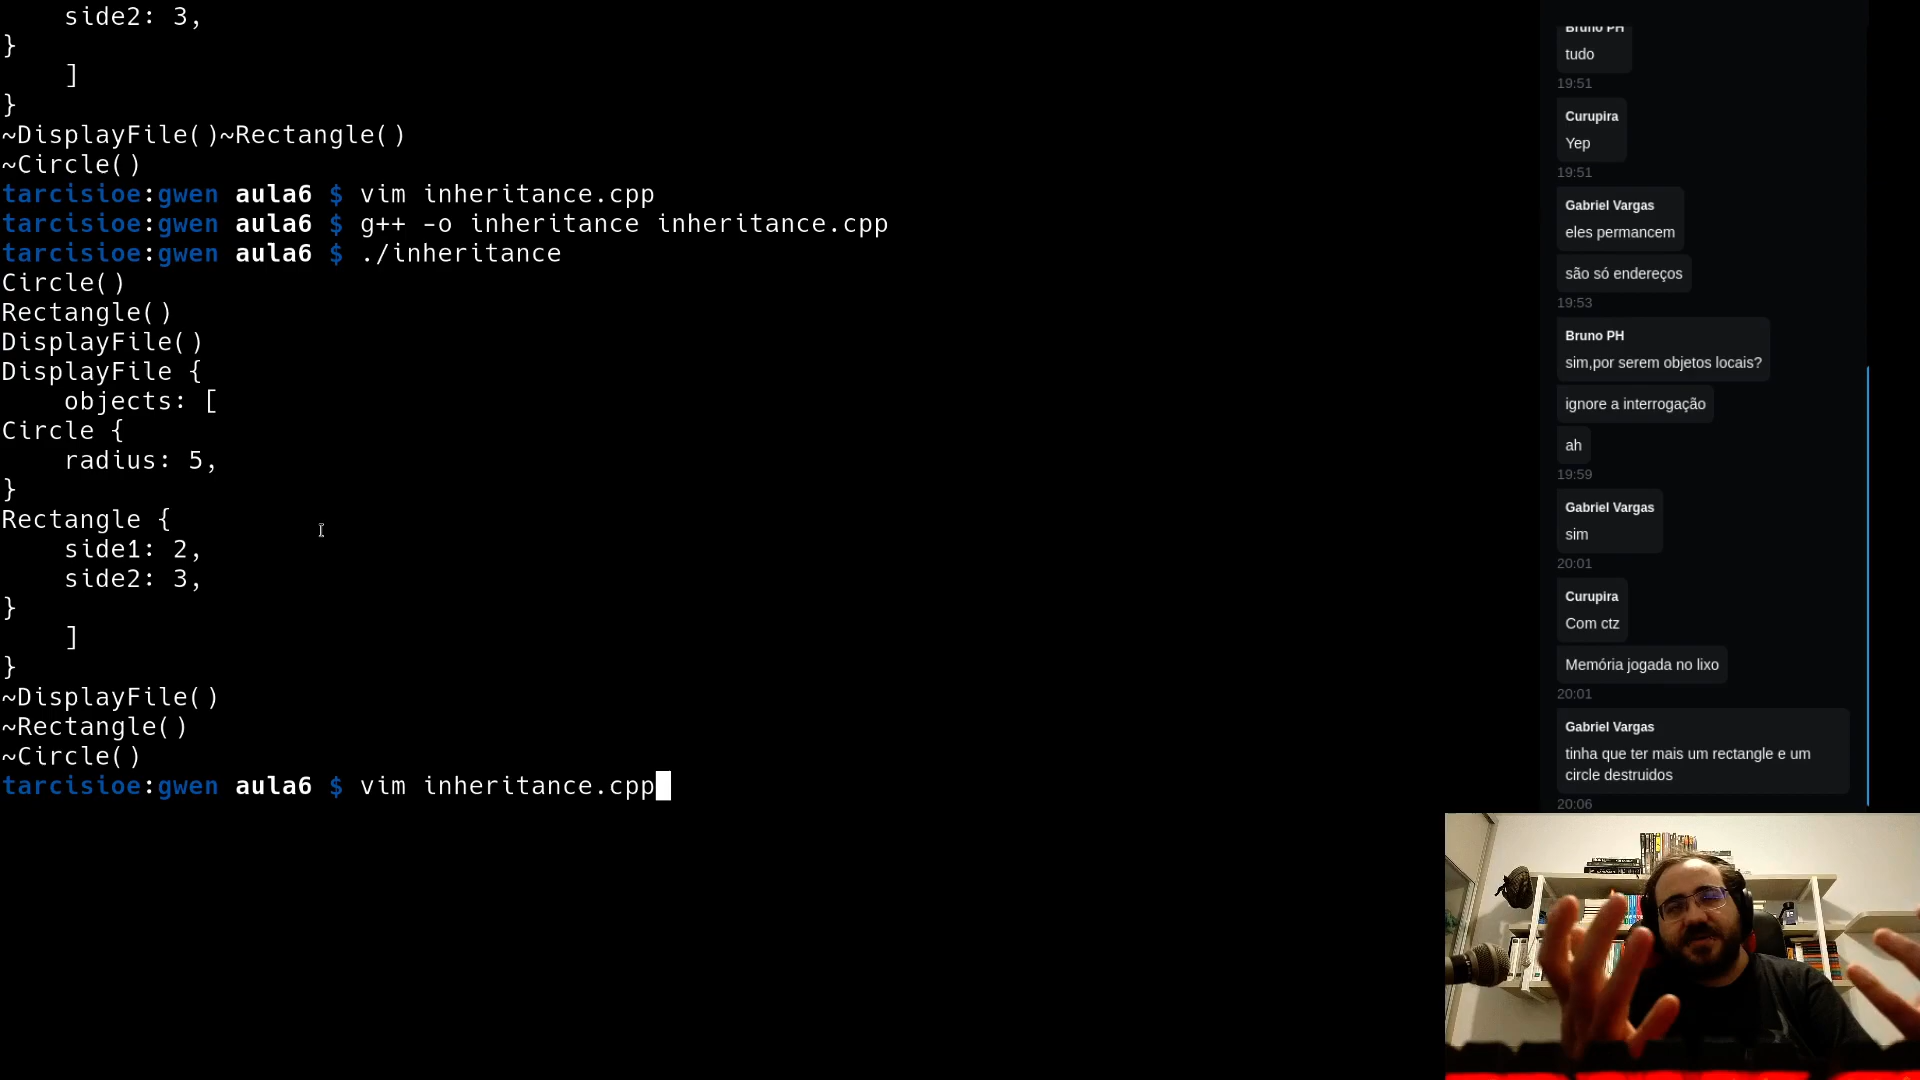 side2: 3,
}
    ]
}
~DisplayFile()~Rectangle()
~Circle()
tarcisioe:gwen aula6 $ vim inheritance.cpp
tarcisioe:gwen aula6 $ g++ -o inheritance inheritance.cpp
tarcisioe:gwen aula6 $ ./inheritance
Circle()
Rectangle()
DisplayFile()
DisplayFile {
    objects: [
Circle {
    radius: 5,
}
Rectangle {
    side1: 2,
    side2: 3,
}
    ]
}
~DisplayFile()
~Rectangle()
~Circle()
tarcisioe:gwen aula6 $ vim inheritance.cpp
Bruno PH
tudo
19:51
Curupira
Yep
19:51
Gabriel Vargas
eles permancem
são só endereços
19:53
Bruno PH
sim,por serem objetos locais?
ignore a interrogação
ah
19:59
Gabriel Vargas
sim
20:01
Curupira
Com ctz
Memória jogada no lixo
20:01
Gabriel Vargas
tinha que ter mais um rectangle e um
circle destruidos
20:06